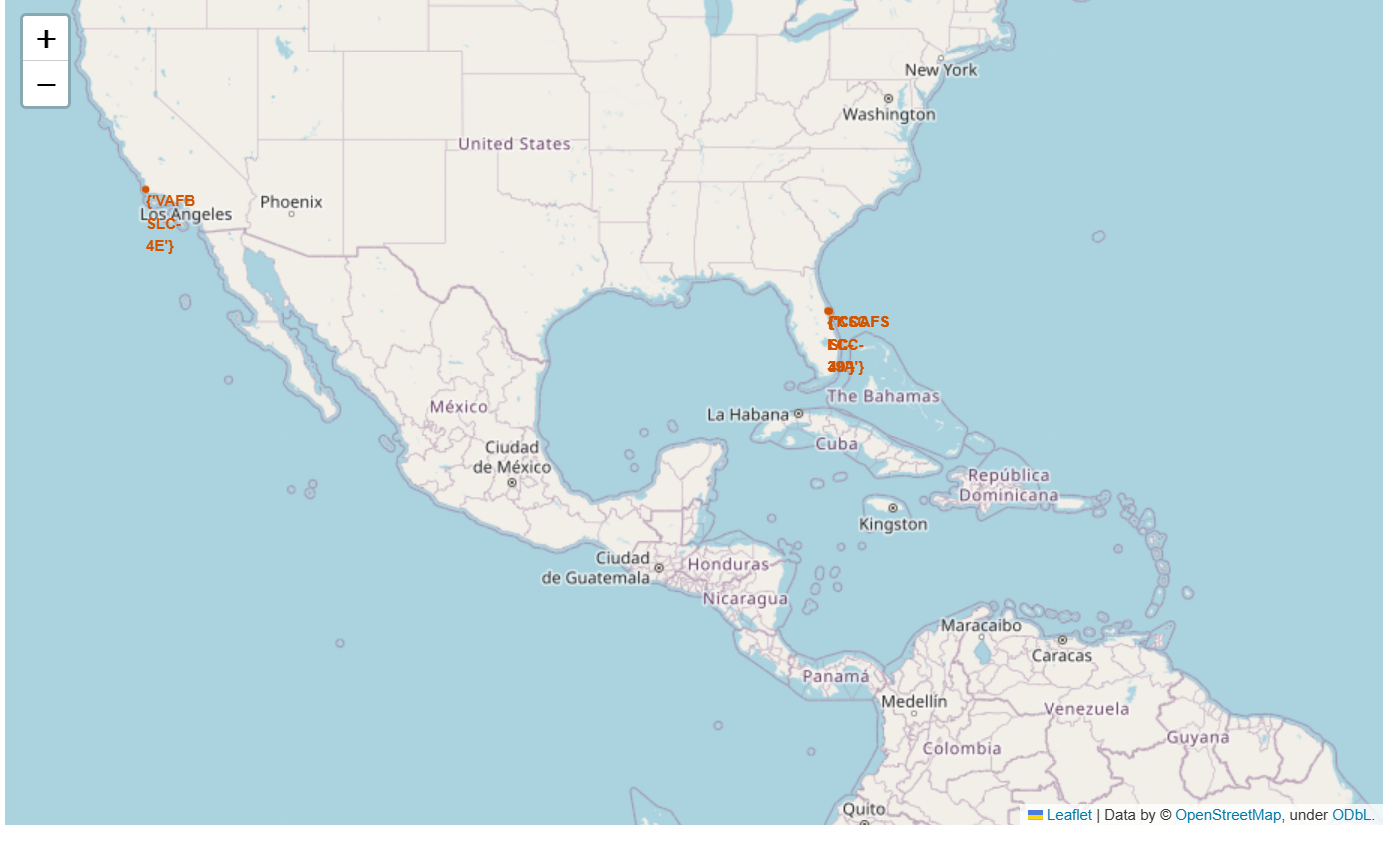 +
New York
−
Washington
United States
{'VAFB
Phoenix
Los Angeles
SLC-
4E'}
The Bahamas
México
La Habana
Cuba
Ciudad
de México
República
Dominicana
Kingston
Ciudad
de Guatemala
Honduras
Nicaragua
Maracaibo
Caracas
Panamá
Medellín
Venezuela
Guyana
Colombia
Quito
Leaflet | Data by © OpenStreetMap, under ODbL.